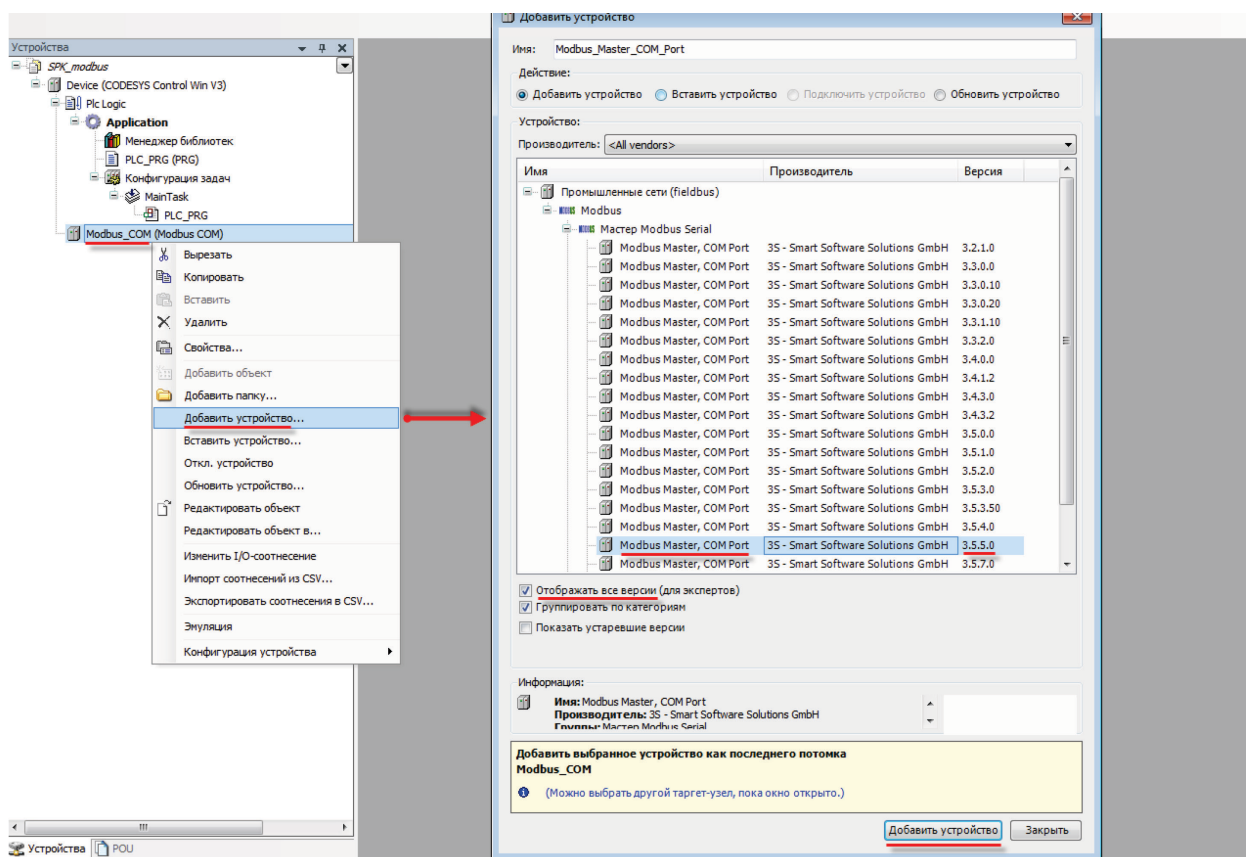 Устройства
SPK_modbus
Device (CODESYS Control Win V3)
Plc Logic
Application
Менеджер библиотек
PLC_PRG (PRG)
Конфигурация задач
MainTask
PLC_PRG
Modbus_COM (Modbus COM)
Вырезать
Копировать
Вставить
Удалить
Свойства...
Добавить объект
Добавить папку...
Добавить устройство...
Вставить устройство...
Откл. устройство
Обновить устройство...
Редактировать объект
Редактировать объект в...
Изменить I/O-соотнесение
Импорт соотнесений из CSV...
Экспортировать соотнесения в CSV...
Эмуляция
Конфигурация устройства
Устройства POU
Добавить устройство
Имя: Modbus_Master_COM_Port
Действие:
Добавить устройство Вставить устройство Подключить устройство Обновить устройство
Устройство:
Производитель: <All vendors>
Имя Производитель Версия
Промышленные сети (fieldbus)
Modbus
Мастер Modbus Serial
Modbus Master, COM Port 3S - Smart Software Solutions GmbH 3.2.1.0
Modbus Master, COM Port 3S - Smart Software Solutions GmbH 3.3.0.0
Modbus Master, COM Port 3S - Smart Software Solutions GmbH 3.3.0.10
Modbus Master, COM Port 3S - Smart Software Solutions GmbH 3.3.0.20
Modbus Master, COM Port 3S - Smart Software Solutions GmbH 3.3.1.10
Modbus Master, COM Port 3S - Smart Software Solutions GmbH 3.3.2.0
Modbus Master, COM Port 3S - Smart Software Solutions GmbH 3.4.0.0
Modbus Master, COM Port 3S - Smart Software Solutions GmbH 3.4.1.2
Modbus Master, COM Port 3S - Smart Software Solutions GmbH 3.4.3.0
Modbus Master, COM Port 3S - Smart Software Solutions GmbH 3.4.3.2
Modbus Master, COM Port 3S - Smart Software Solutions GmbH 3.5.0.0
Modbus Master, COM Port 3S - Smart Software Solutions GmbH 3.5.1.0
Modbus Master, COM Port 3S - Smart Software Solutions GmbH 3.5.2.0
Modbus Master, COM Port 3S - Smart Software Solutions GmbH 3.5.3.0
Modbus Master, COM Port 3S - Smart Software Solutions GmbH 3.5.3.50
Modbus Master, COM Port 3S - Smart Software Solutions GmbH 3.5.4.0
Modbus Master, COM Port 3S - Smart Software Solutions GmbH 3.5.5.0
Modbus Master, COM Port 3S - Smart Software Solutions GmbH 3.5.7.0
Отображать все версии (для экспертов)
Группировать по категориям
Показать устаревшие версии
Информация:
Имя: Modbus Master, COM Port
Производитель: 3S - Smart Software Solutions GmbH
Группы: Мастер Modbus Serial
Добавить выбранное устройство как последнего потомка
Modbus_COM
(Можно выбрать другой таргет-узел, пока окно открыто.)
Добавить устройство Закрыть